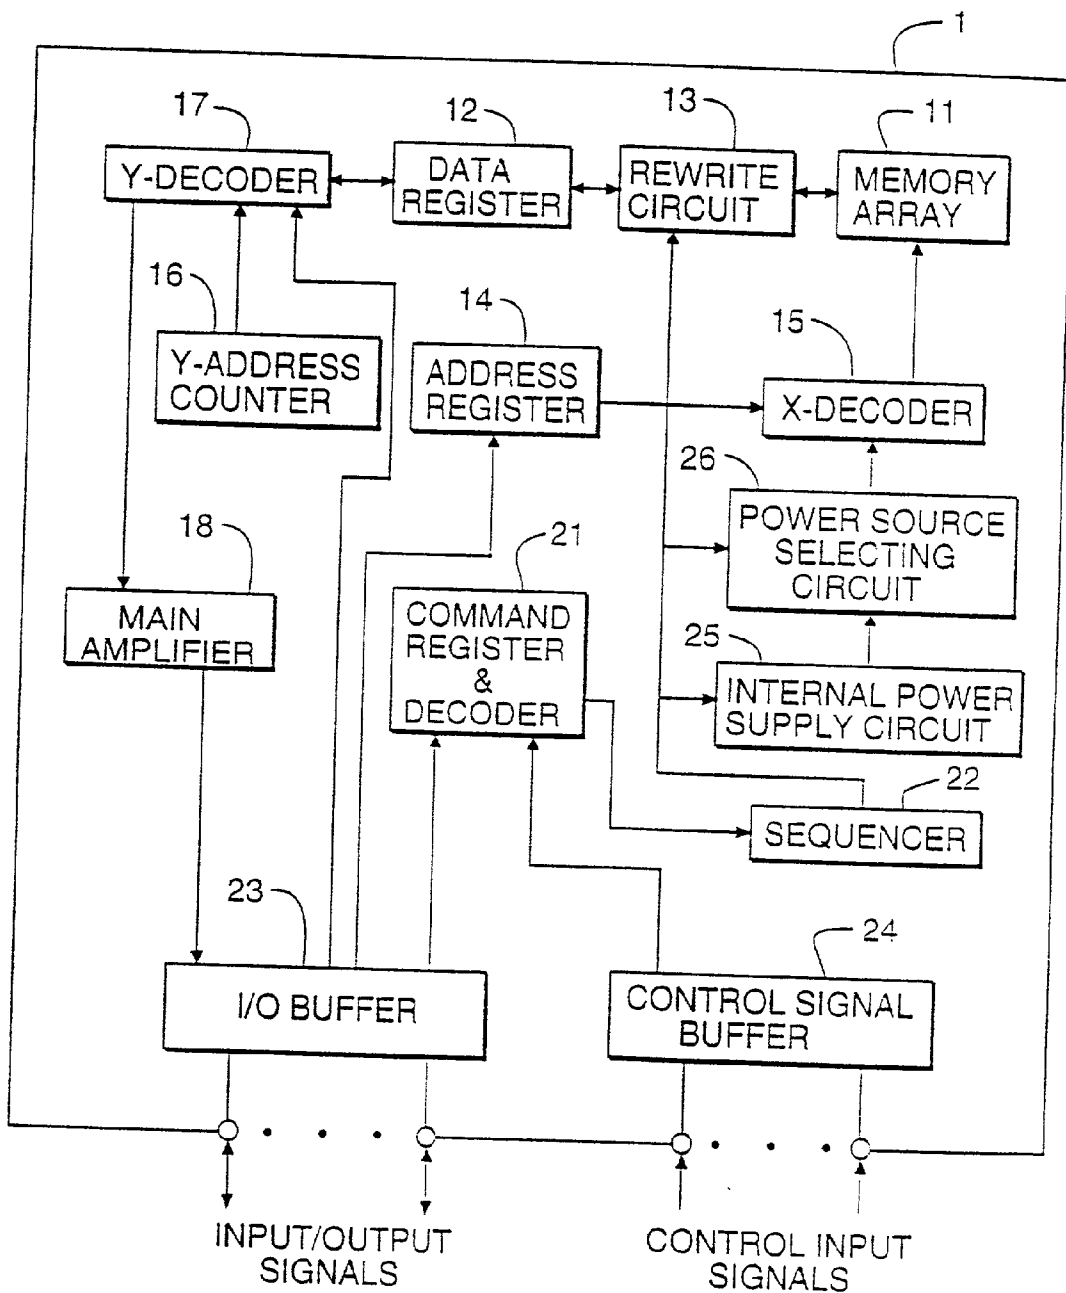 1
17
12
13
11
Y-DECODER
DATA
REGISTER
REWRITE
CIRCUIT
MEMORY
ARRAY
16
14
15
Y-ADDRESS
COUNTER
ADDRESS
REGISTER
X-DECODER
26
POWER SOURCE
SELECTING
CIRCUIT
18
21
MAIN
AMPLIFIER
COMMAND
REGISTER
&
DECODER
25
INTERNAL POWER
SUPPLY CIRCUIT
22
SEQUENCER
23
24
I/O BUFFER
CONTROL SIGNAL
BUFFER
INPUT/OUTPUT
SIGNALS
CONTROL INPUT
SIGNALS